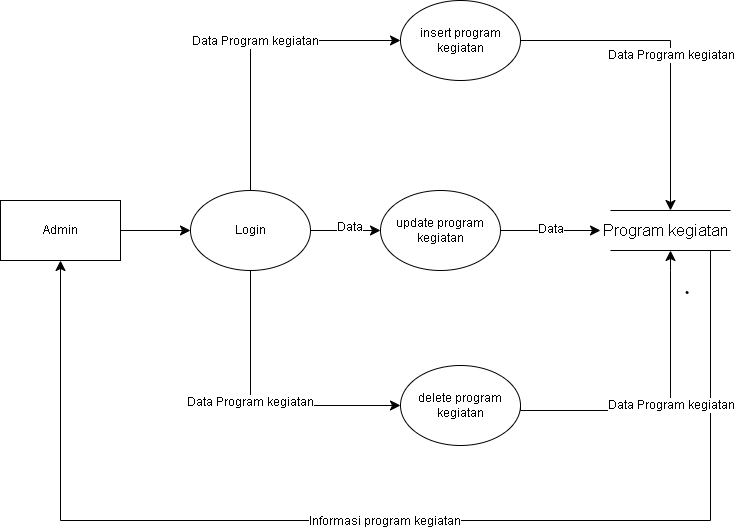 insert program
kegiatan
Data Program kegiatan
Data Program kegiatan
Admin
Login
Data
update program
kegiatan
Data
Program kegiatan
delete program
kegiatan
Data Program kegiatan
Data Program kegiatan
Informasi program kegiatan